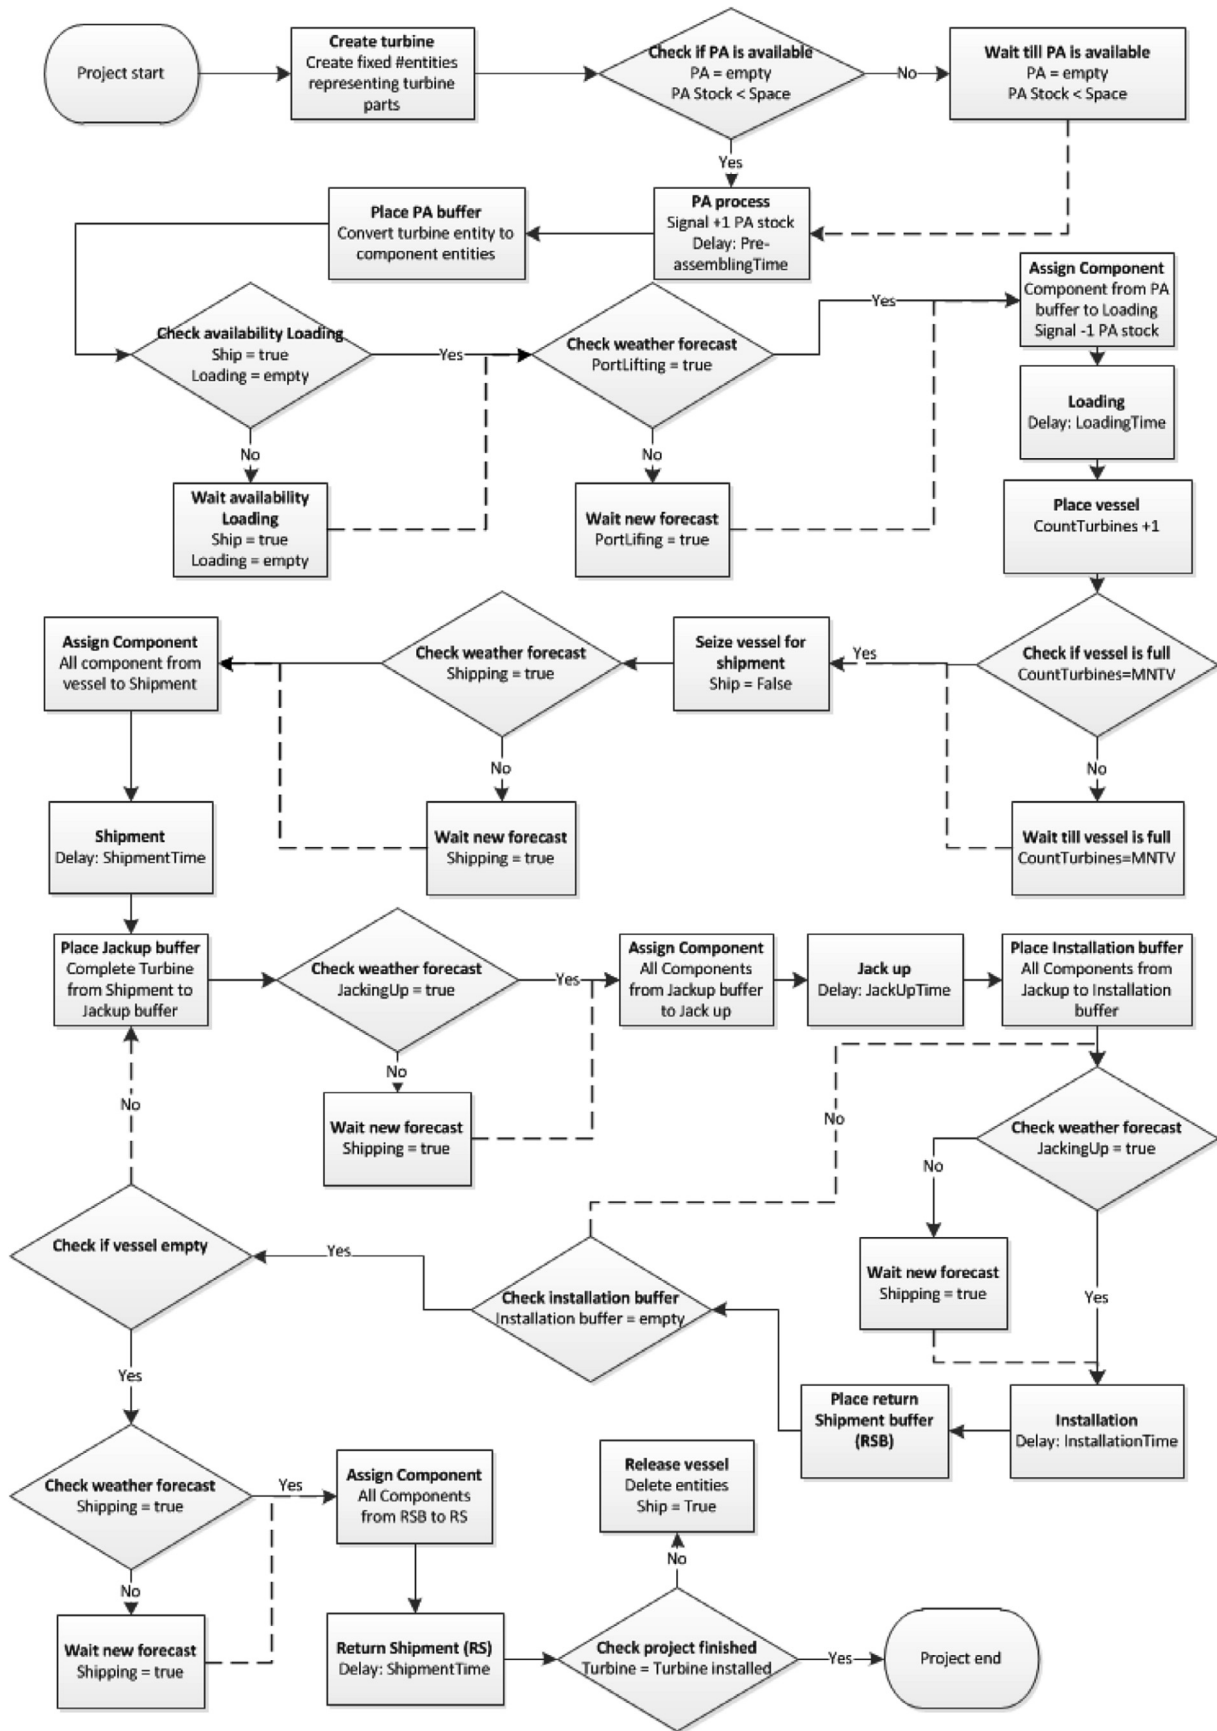 Project start
Create turbine
Create fixed #entities
representing turbine
parts
Check if PA is available
PA = empty
PA Stock < Space
No
Wait till PA is available
PA = empty
PA Stock < Space
Yes
Place PA buffer
Convert turbine entity to
component entities
PA process
Signal +1 PA stock
Delay: Pre-
assemblingTime
Assign Component
Component from PA
buffer to Loading
Signal -1 PA stock
Check availability Loading
Ship = true
Loading = empty
Yes
Check weather forecast
PortLifting = true
Yes
Loading
Delay: LoadingTime
No
No
Wait availability
Loading
Ship = true
Loading = empty
Wait new forecast
PortLifing = true
Place vessel
CountTurbines +1
Assign Component
All component from
vessel to Shipment
Check weather forecast
Shipping = true
Seize vessel for
shipment
Ship = False
Yes
Check if vessel is full
CountTurbines=MNTV
No
No
Shipment
Delay: ShipmentTime
Wait new forecast
Shipping = true
Wait till vessel is full
CountTurbines=MNTV
Place Jackup buffer
Complete Turbine
from Shipment to
Jackup buffer
Check weather forecast
JackingUp = true
Yes
Assign Component
All Components
from Jackup buffer
to Jack up
Jack up
Delay: JackUpTime
Place Installation buffer
All Components from
Jackup to Installation
buffer
No
No
No
Wait new forecast
Shipping = true
Check weather forecast
JackingUp = true
No
Check if vessel empty
Yes
Check installation buffer
Installation buffer = empty
Wait new forecast
Shipping = true
Yes
Yes
Place return
Shipment buffer
(RSB)
Installation
Delay: InstallationTime
Check weather forecast
Shipping = true
Yes
Assign Component
All Components
from RSB to RS
Release vessel
Delete entities
Ship = True
No
No
Wait new forecast
Shipping = true
Return Shipment (RS)
Delay: ShipmentTime
Check project finished
Turbine = Turbine installed
Yes
Project end